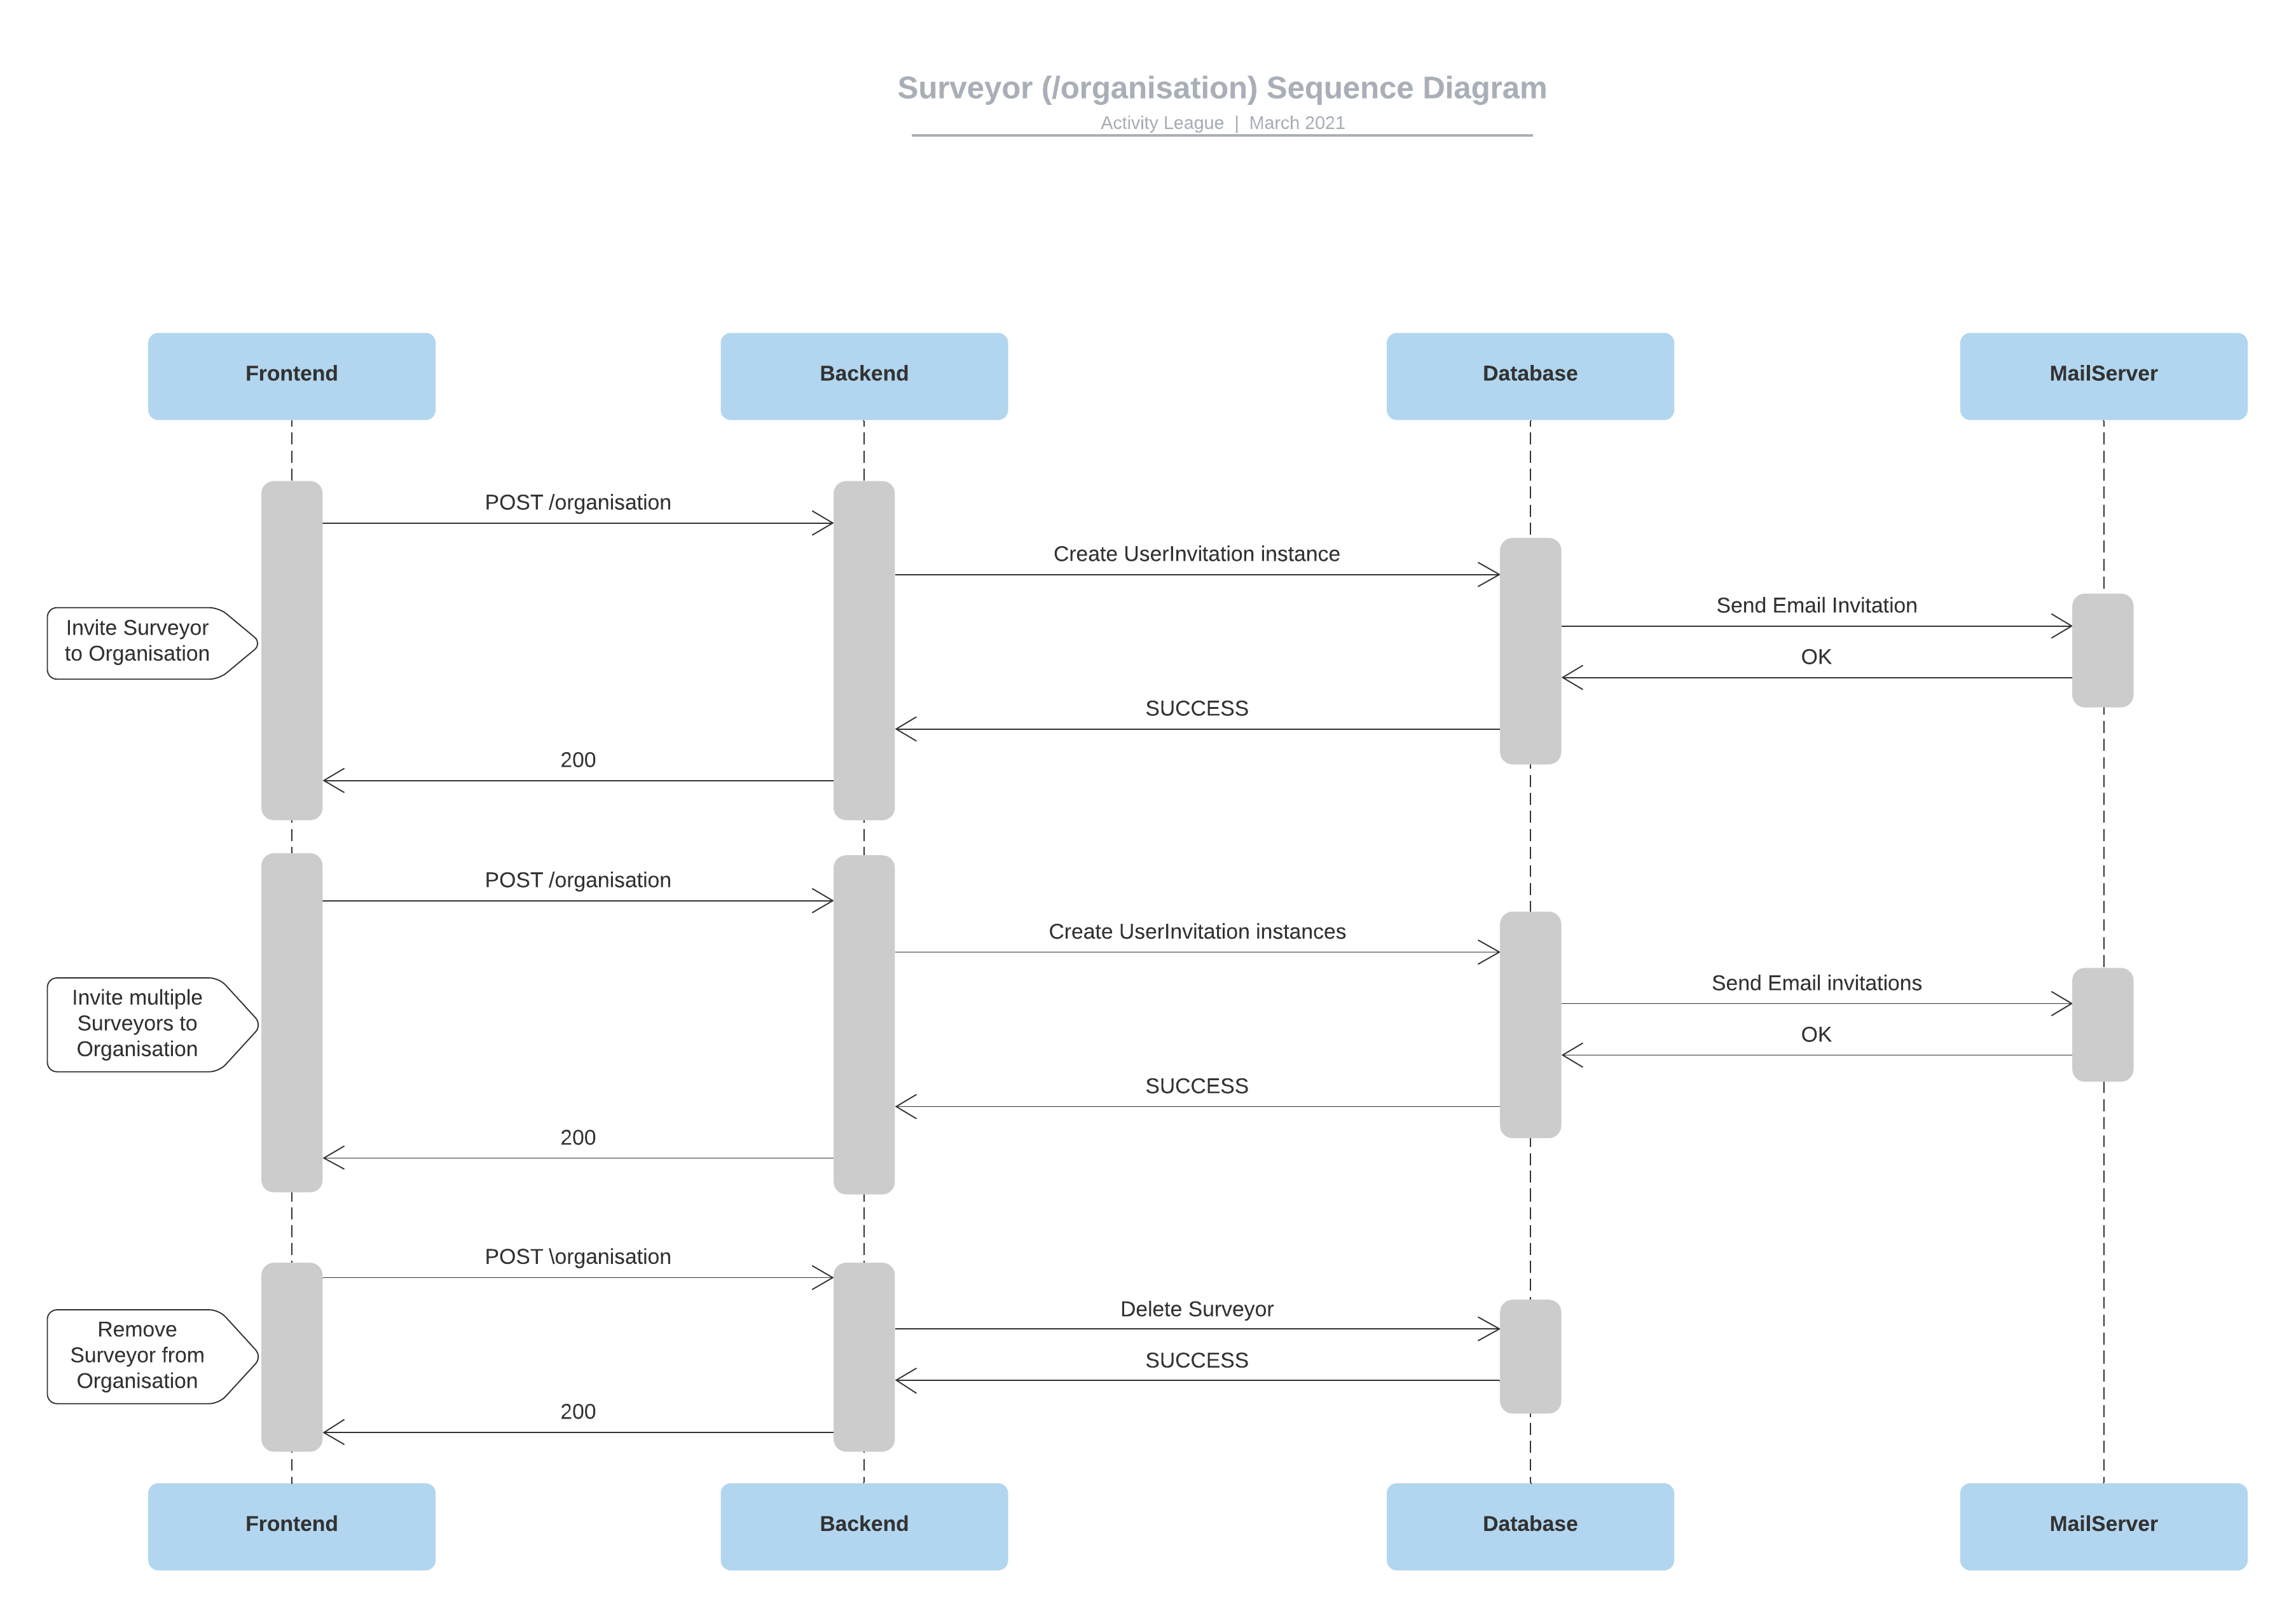 Surveyor (/organisation) Sequence Diagram
Activity League | March 2021
Frontend
Backend
Database
MailServer
POST /organisation
Create UserInvitation instance
Send Email Invitation
Invite Surveyor
to Organisation
OK
SUCCESS
200
POST /organisation
Create UserInvitation instances
Send Email invitations
Invite multiple
Surveyors to
Organisation
OK
SUCCESS
200
POST \organisation
Delete Surveyor
Remove
Surveyor from
Organisation
SUCCESS
200
Frontend
Backend
Database
MailServer